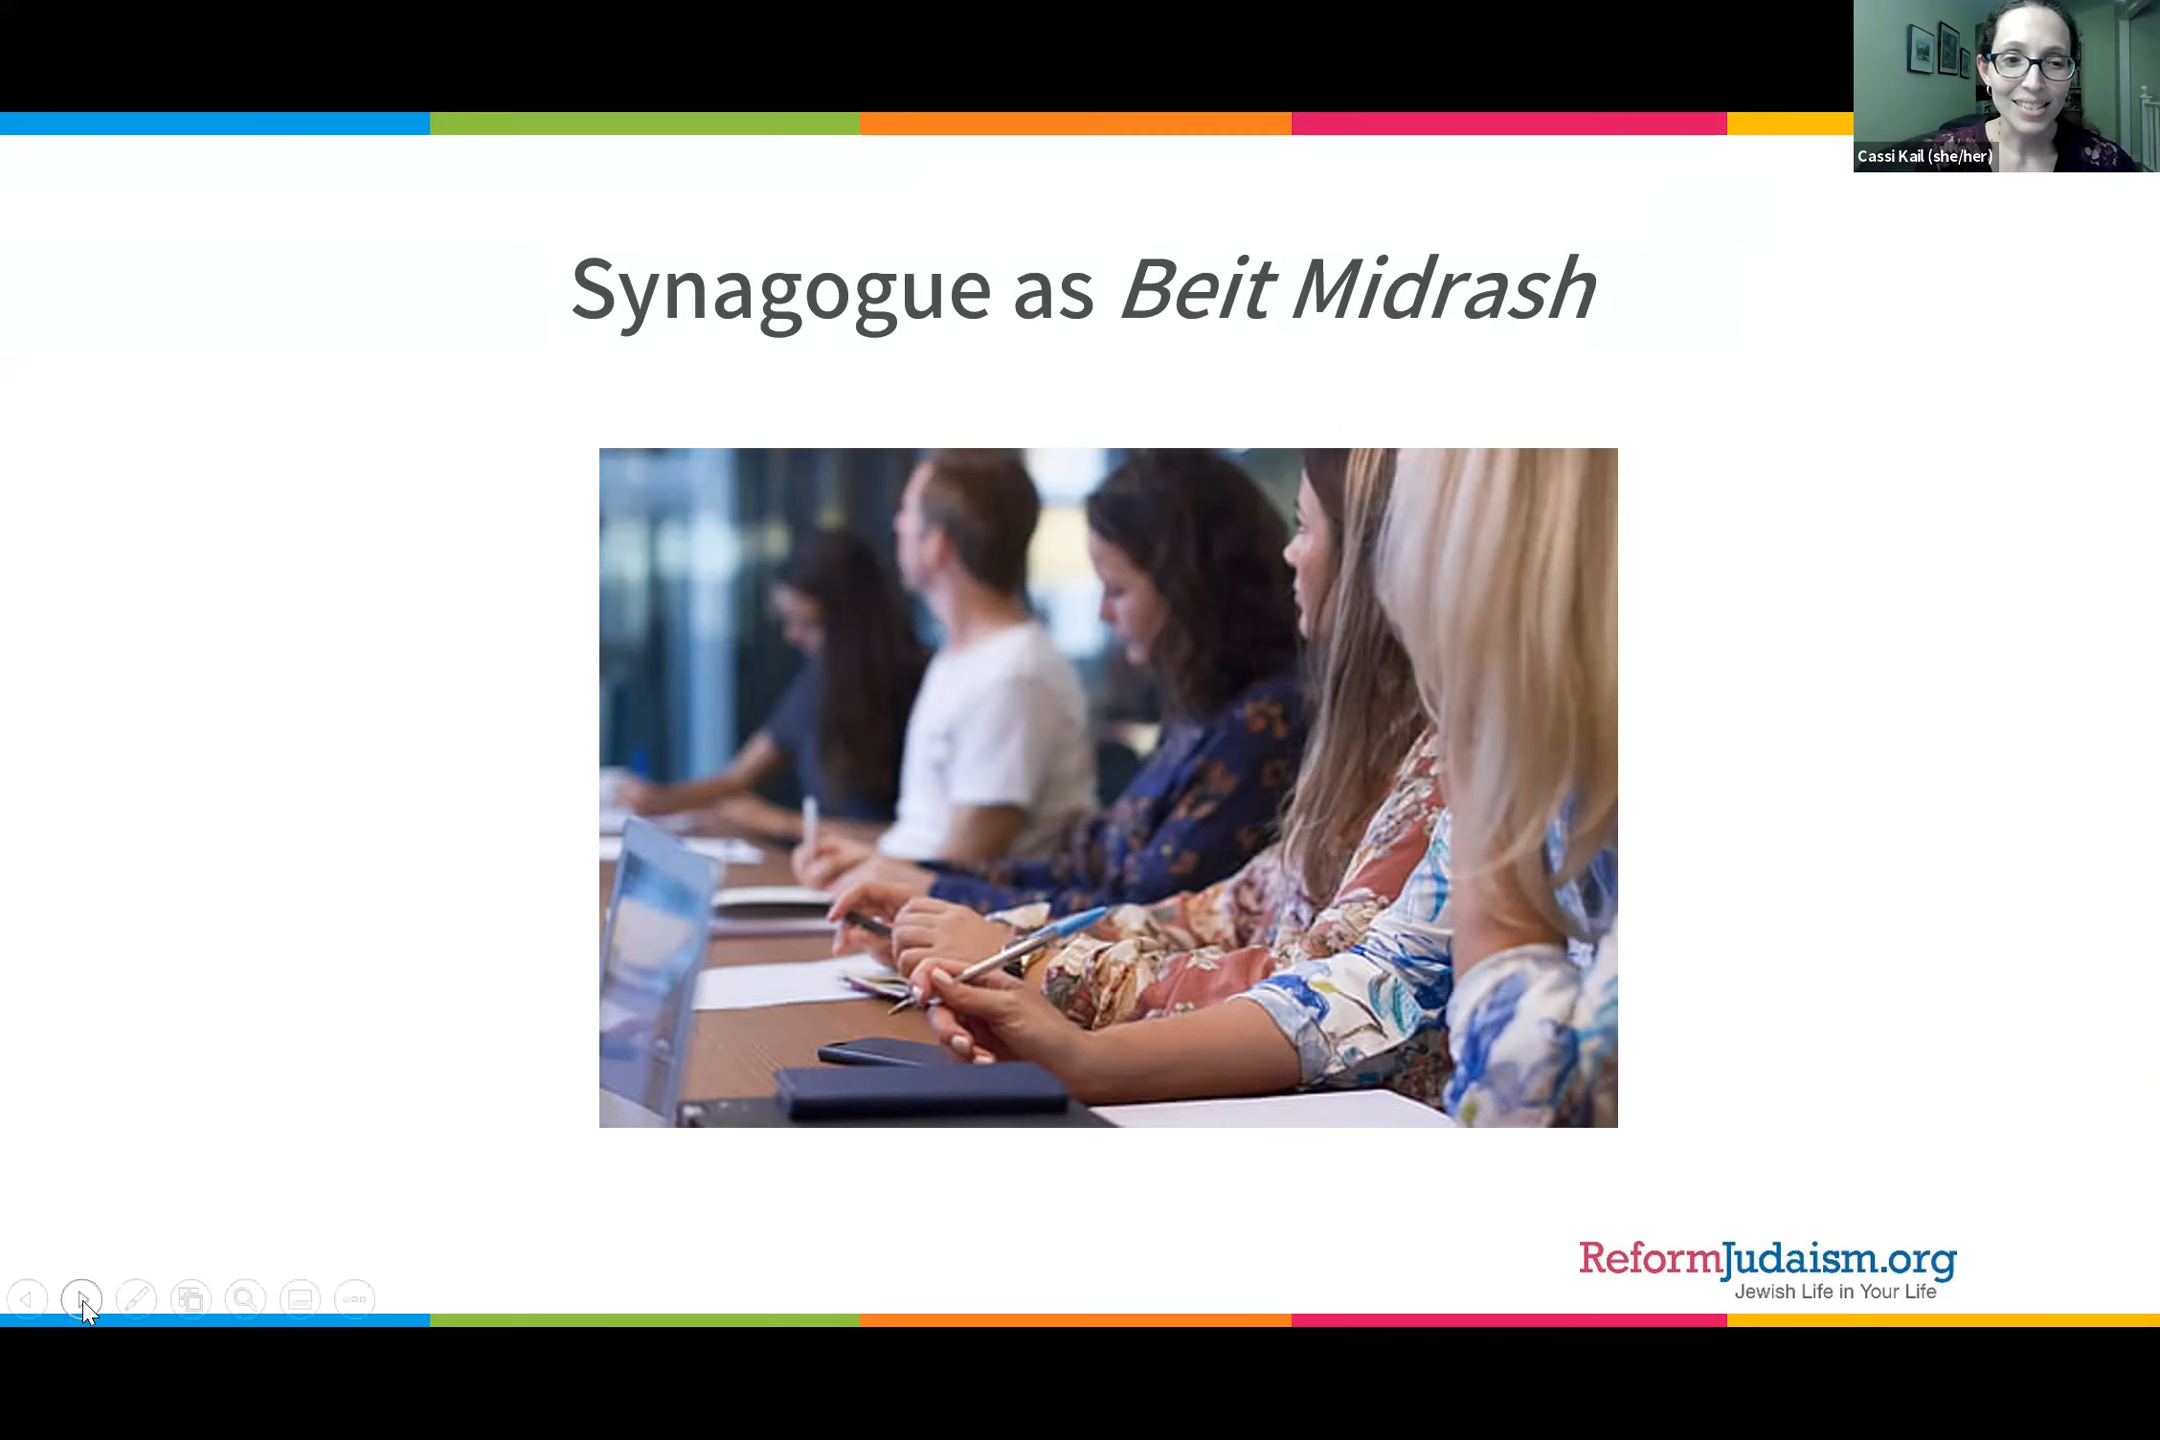 Cassi Kail (she/her)
Synagogue as Beit Midrash
ReformJudaism.org
Jewish Life in Your Life